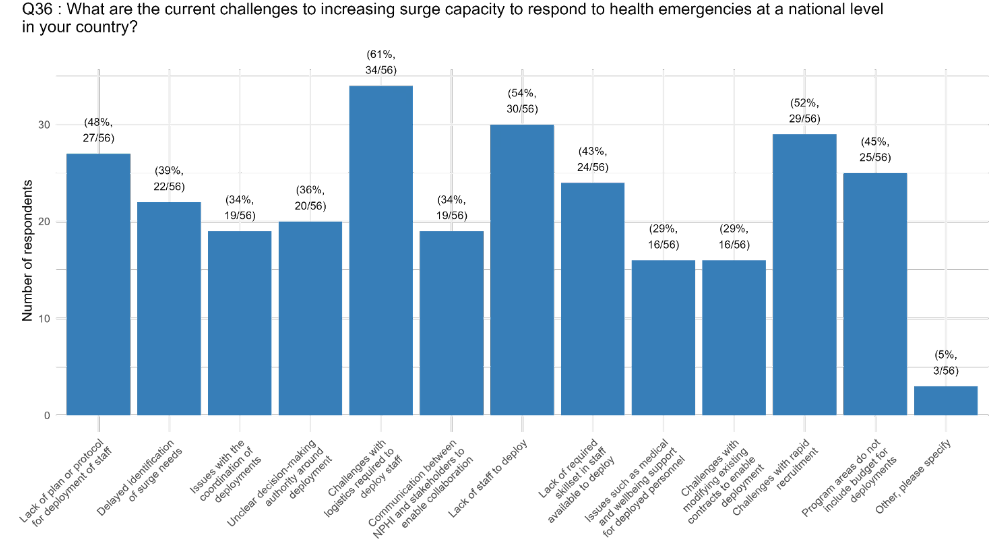 Q36 : What are the current challenges to increasing surge capacity to respond to health emergencies at a national level
in your country?
Number of respondents
30
20
10
0
(48%,
27/56)
(39%,
22/56)
(34%,
19/56)
(36%,
20/56)
(61%,
34/56)
(34%,
19/56)
(54%,
30/56)
(43%,
24/56)
(29%,
16/56)
(29%,
16/56)
(52%,
29/56)
(45%,
25/56)
(5%,
3/56)
Lack of plan or protocol
for deployment of staff
Delayed identification
of surge needs
Issues with the
coordination of
deployments
Unclear decision-making
authority around
deployment
Challenges with
logistics required to
deploy staff
Communication between
NPHI and stakeholders to
enable collaboration
Lack of staff to deploy
Lack of required
skillset in staff
available to deploy
Issues such as medical
and wellbeing support
for deployed personnel
Challenges with
modifying existing
contracts to enable
deployment
Challenges with rapid
recruitment
Program areas do not
include budget for
deployments
Other, please specify